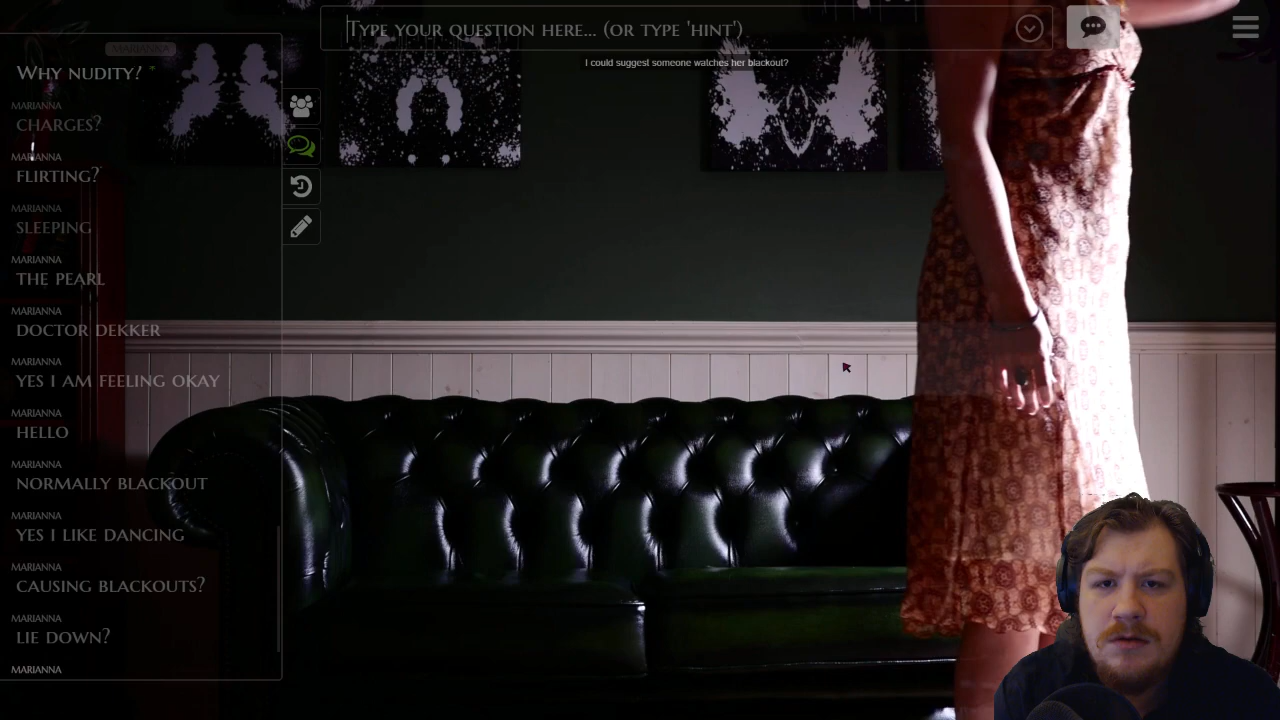 Type your question here... (or type 'hint')
I could suggest someone watches her blackout?
MARIANNA
Why nudity? *
MARIANNA
charges?
MARIANNA
flirting?
MARIANNA
sleeping
MARIANNA
the pearl
MARIANNA
doctor dekker
MARIANNA
yes i am feeling okay
MARIANNA
hello
MARIANNA
normally blackout
MARIANNA
yes i like dancing
MARIANNA
causing blackouts?
MARIANNA
lie down?
MARIANNA